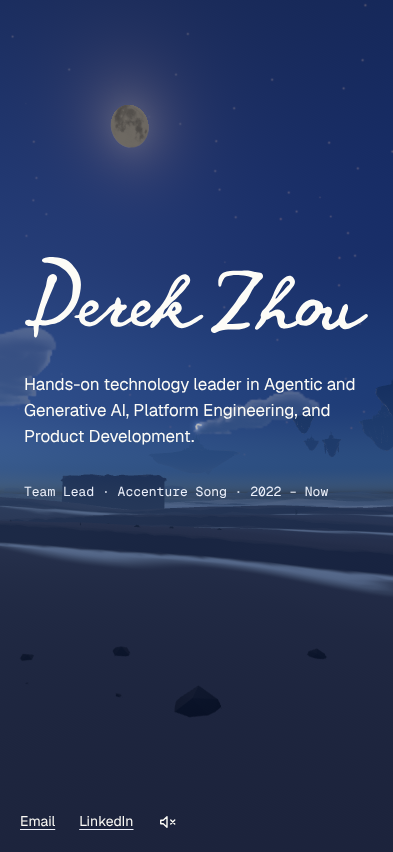 Derek Zhou
Hands-on technology leader in Agentic and
Generative AI, Platform Engineering, and
Product Development.
Team Lead · Accenture Song · 2022 – Now
Email LinkedIn